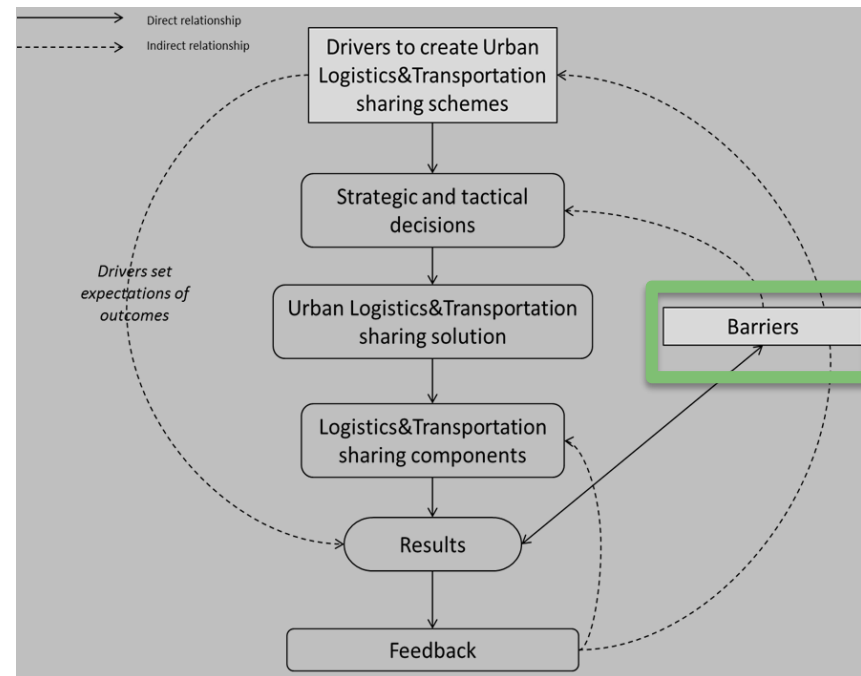 Direct relationship
Indirect relationship
Drivers to create Urban
Logistics&Transportation
sharing schemes
Strategic and tactical
decisions
Drivers set
expectations of
outcomes
Urban Logistics&Transportation
sharing solution
Barriers
Logistics&Transportation
sharing components
Results
Feedback